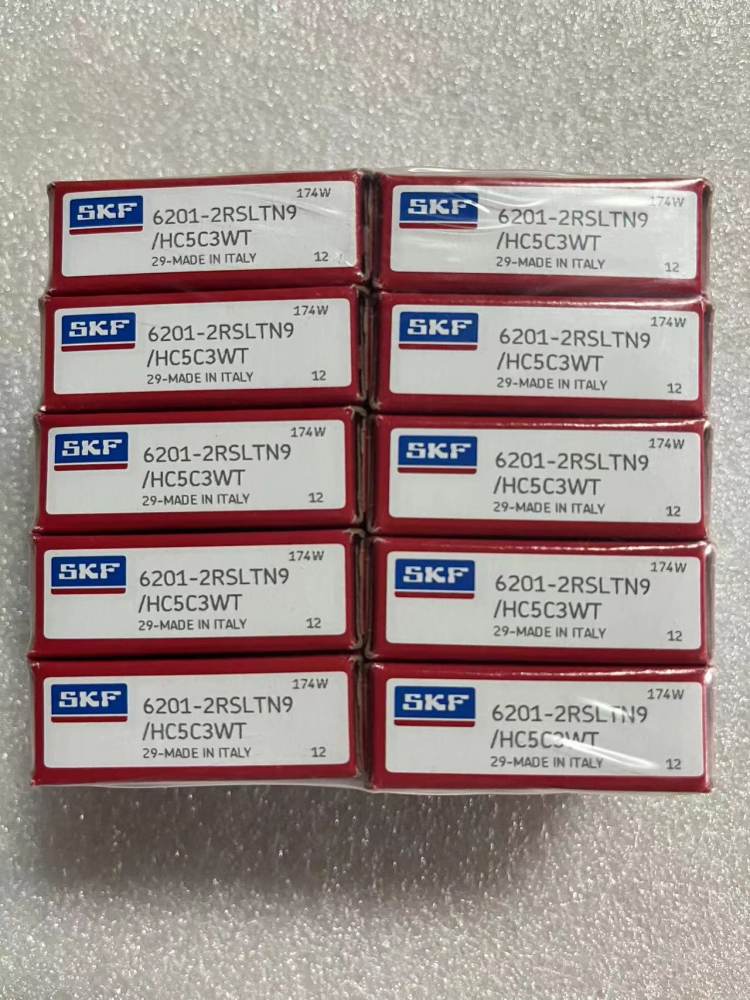 174W
SKF
6201-2RSLTN9
/HC5C3WT
29-MADE IN ITALY 12
174W
SKF
6201-2RSLTN9
/HC5C3WT
29-MADE IN ITALY 12
174W
SKF
6201-2RSLTN9
/HC5C3WT
29-MADE IN ITALY 12
174W
SKF
6201-2RSLTN9
/HC5C3WT
29-MADE IN ITALY 12
174W
SKF
6201-2RSLTN9
/HC5C3WT
29-MADE IN ITALY 12
174W
SKF
6201-2RSLTN9
/HC5C3WT
29-MADE IN ITALY 12
174W
SKF
6201-2RSLTN9
/HC5C3WT
29-MADE IN ITALY 12
174W
SKF
6201-2RSLTN9
/HC5C3WT
29-MADE IN ITALY 12
174W
SKF
6201-2RSLTN9
/HC5C3WT
29-MADE IN ITALY 12
174W
SKF
6201-2RSLTN9
/HC5C3WT
29-MADE IN ITALY 12